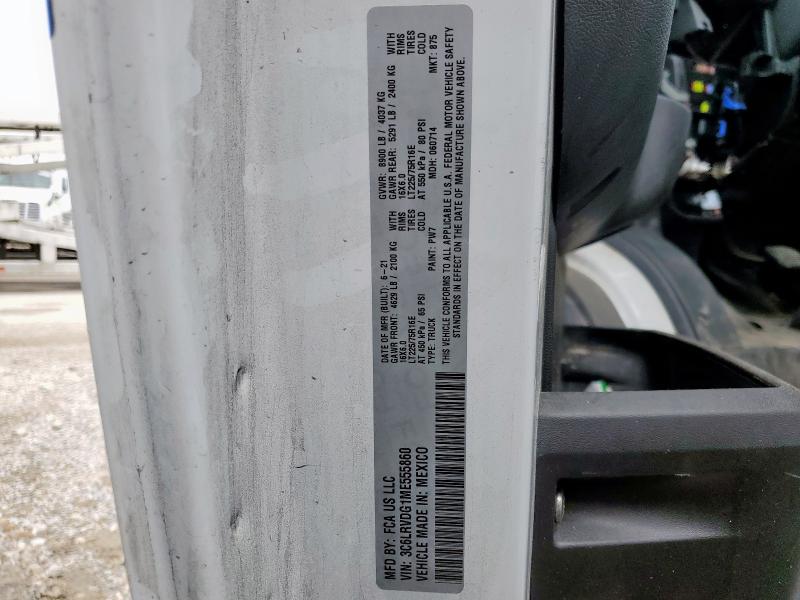 MFD BY: FCA US LLC
VIN: 3C6LRVDG1ME555860
VEHICLE MADE IN: MEXICO
DATE OF MFR (BUILT): 6-21 GVWR: 8900 LB / 4037 KG
GAWR FRONT: 4629 LB / 2100 KG WITH GAWR REAR: 5291 LB / 2400 KG WITH
16X6.0 RIMS 16X6.0 RIMS
LT225/75R16E TIRES LT225/75R16E TIRES
AT 450 kPa / 65 PSI COLD AT 550 kPa / 80 PSI COLD
TYPE: TRUCK PAINT: PW7 MDH: 060714 MKT: 875
THIS VEHICLE CONFORMS TO ALL APPLICABLE U.S.A. FEDERAL MOTOR VEHICLE SAFETY
STANDARDS IN EFFECT ON THE DATE OF MANUFACTURE SHOWN ABOVE.